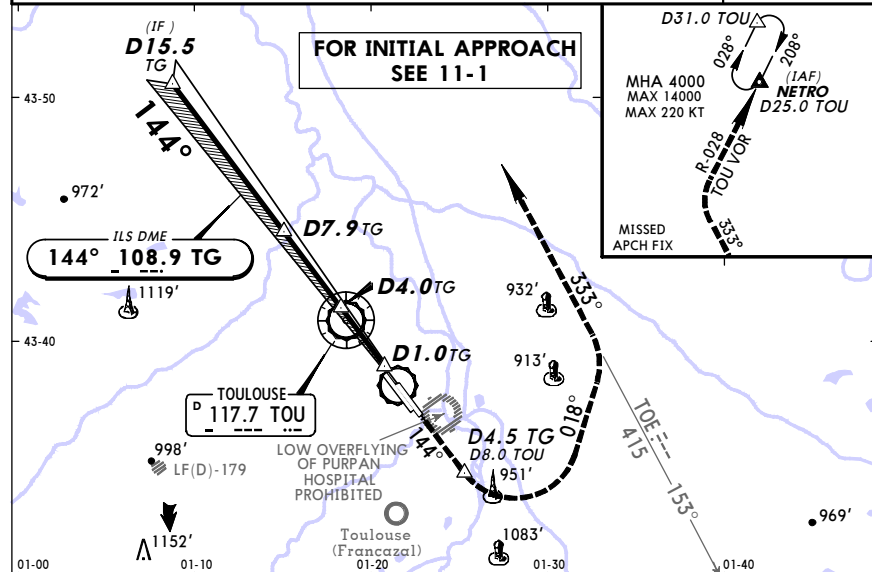 (IF)
D15.5
TG
FOR INITIAL APPROACH
SEE 11-1
D31.0 TOU
028°
208°
MHA 4000
MAX 14000
MAX 220 KT
(IAF)
NETRO
D25.0 TOU
R-028
TOU VOR
333°
MISSED
APCH FIX
43-50
144°
972'
D7.9 TG
ILS DME
144° 108.9 TG
1119'
D4.0 TG
333°
932'
43-40
D1.0 TG
913'
TOULOUSE
D 117.7 TOU
018°
TOE
415
153°
144°
D4.5 TG
D8.0 TOU
951'
LOW OVERFLYING
OF PURPAN
HOSPITAL
PROHIBITED
998'
LF(D)-179
Toulouse
(Francazal)
1152'
1083'
969'
01-00
01-10
01-20
01-30
01-40